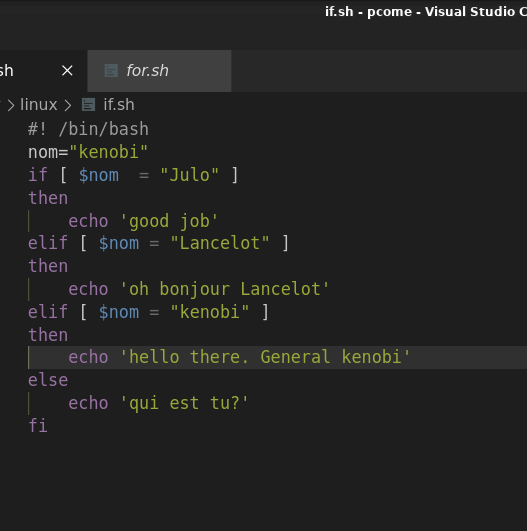 if.sh - pcome - Visual Studio C
sh × for.sh
> linux > if.sh
#! /bin/bash
nom="kenobi"
if [ $nom  = "Julo" ]
then
    echo 'good job'
elif [ $nom = "Lancelot" ]
then
    echo 'oh bonjour Lancelot'
elif [ $nom = "kenobi" ]
then
    echo 'hello there. General kenobi'
else
    echo 'qui est tu?'
fi